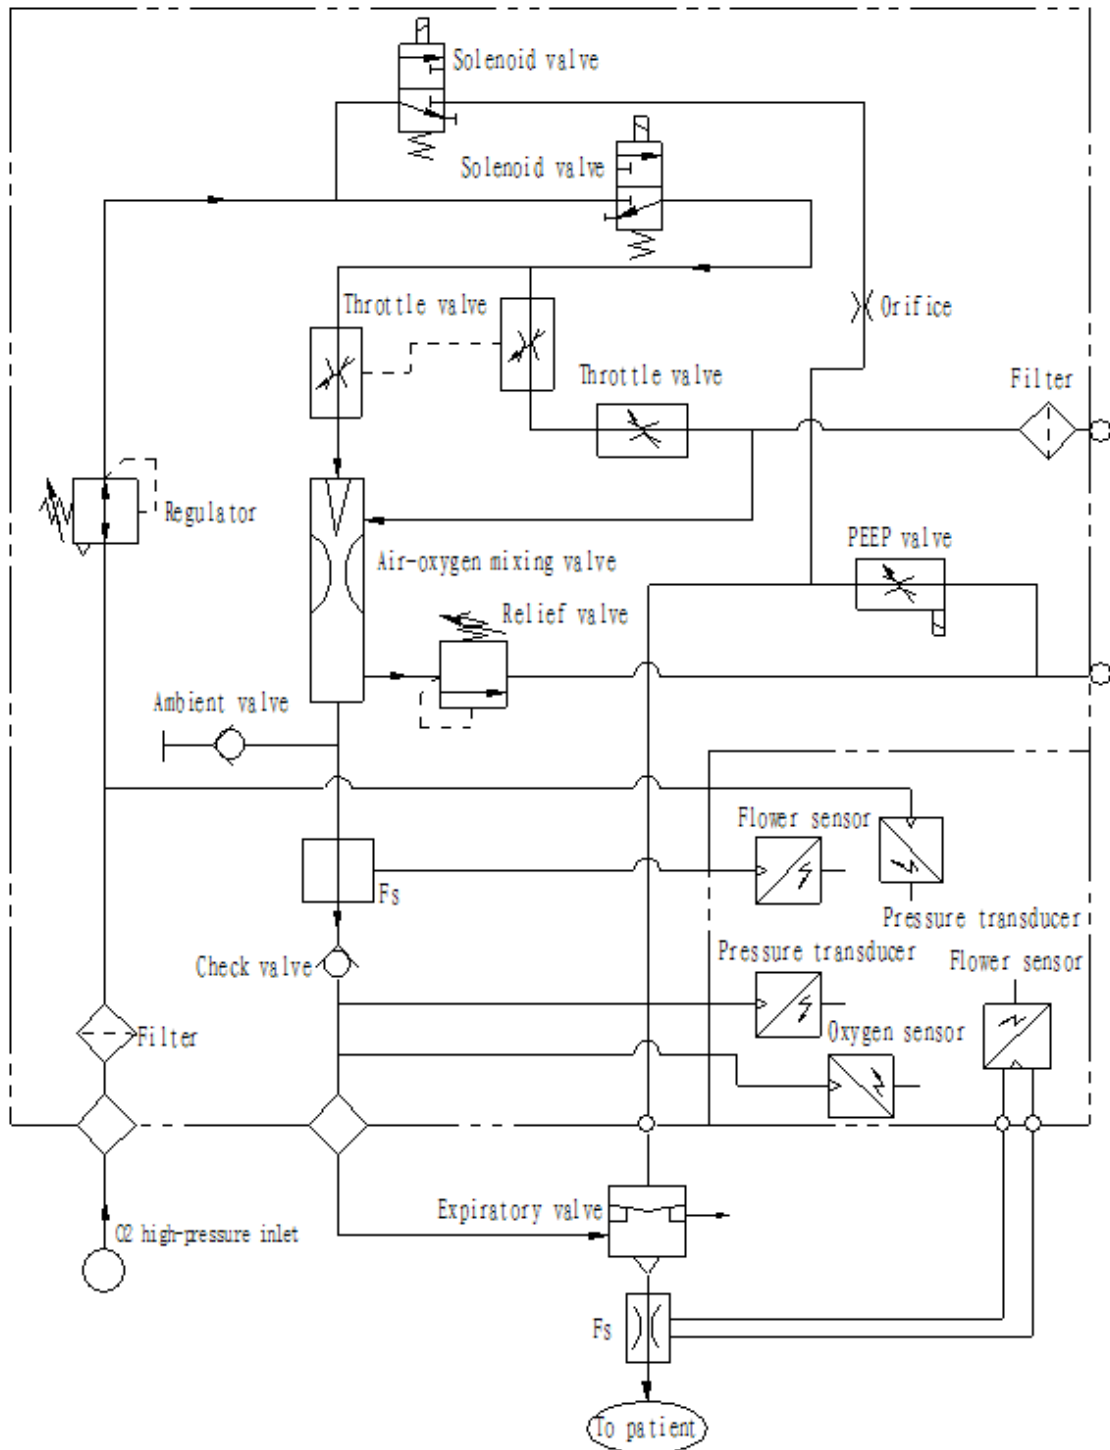 Solenoid valve
Solenoid valve
Throttle valve
Orifice
Throttle valve
Filter
Regulator
Air-oxygen mixing valve
PEEP valve
Relief valve
Ambient valve
Flower sensor
Fs
Pressure transducer
Pressure transducer
Flower sensor
Check valve
Filter
Oxygen sensor
Expiratory valve
O2 high-pressure inlet
Fs
To patient